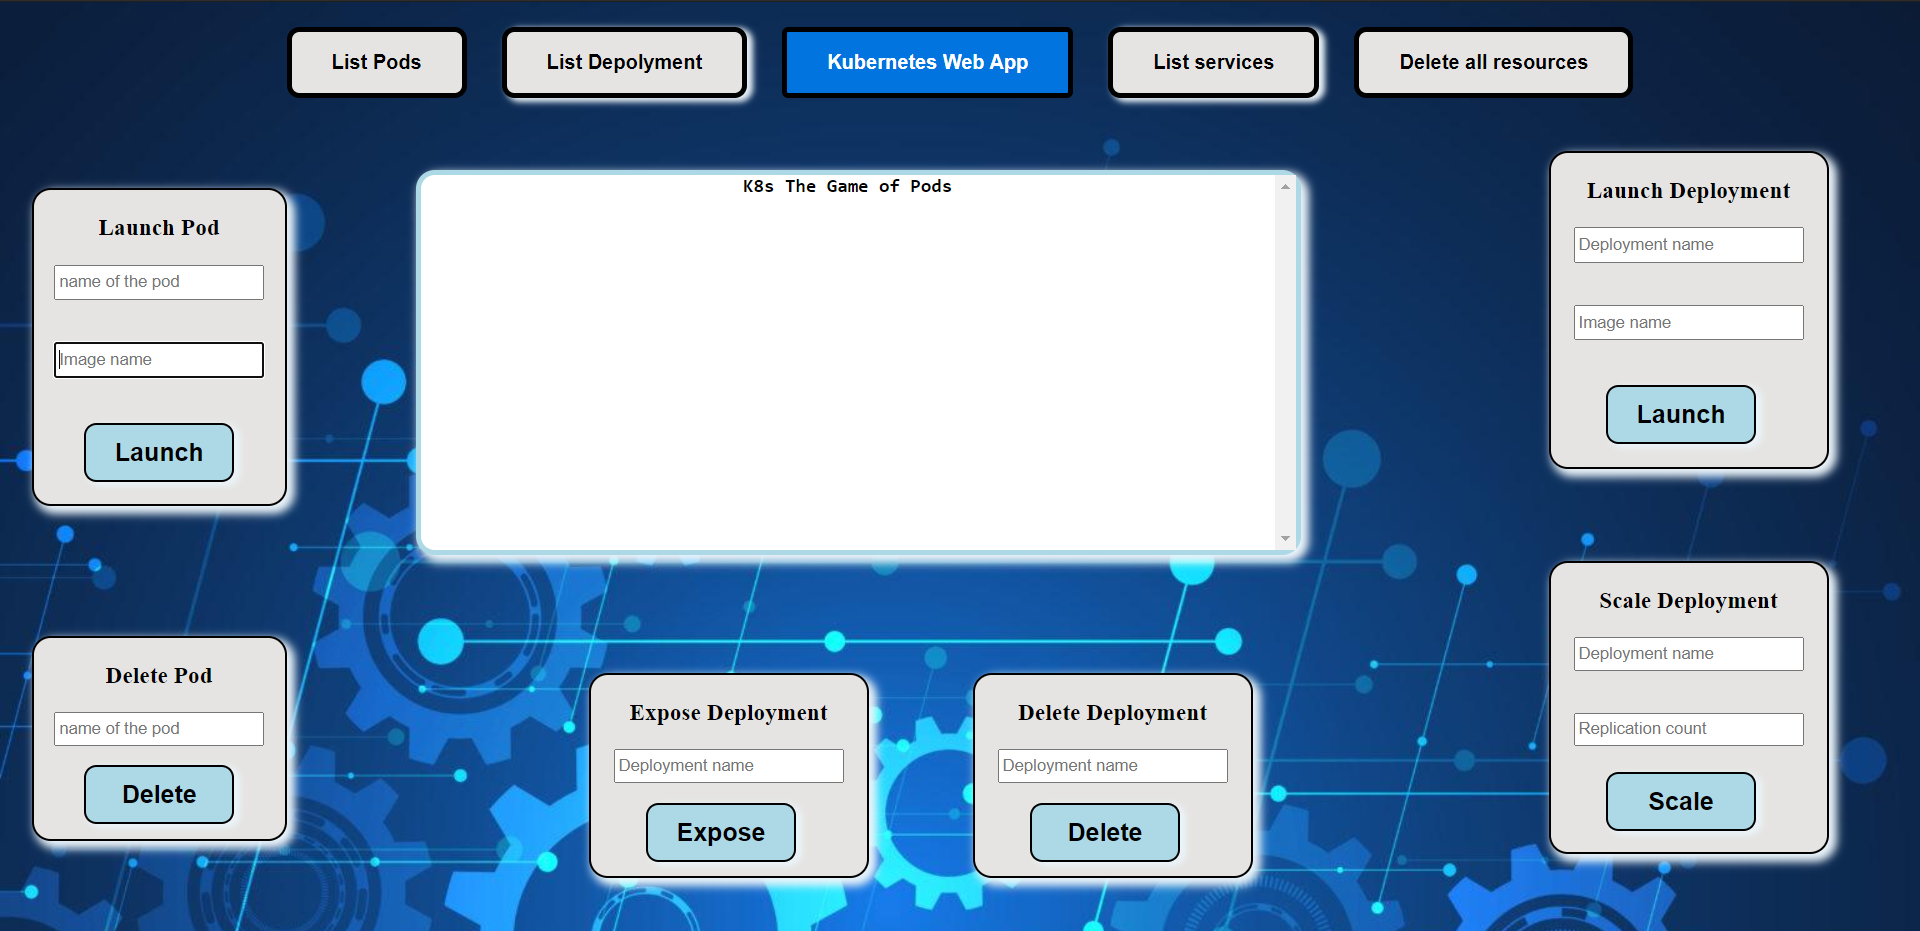 List Pods
List Depolyment
Kubernetes Web App
List services
Delete all resources
K8s The Game of Pods
Launch Pod
name of the pod
Image name
Launch
Launch Deployment
Deployment name
Image name
Launch
Delete Pod
name of the pod
Delete
Expose Deployment
Deployment name
Expose
Delete Deployment
Deployment name
Delete
Scale Deployment
Deployment name
Replication count
Scale